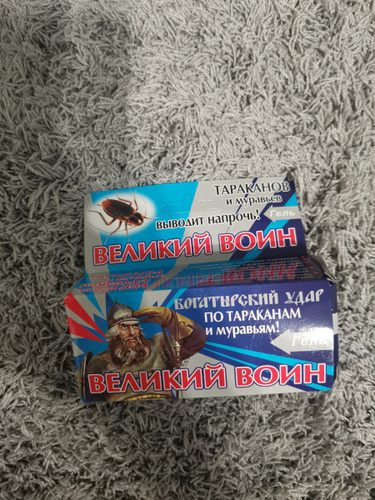 ТАРАКАНОВ
и муравьев
ВЫВОДИТ НАПРОЧЬ!
Гель
ВЕЛИКИЙ ВОИН
БОГАТЫРСКИЙ УДАР
ПО ТАРАКАНАМ
и муравьям!
Гель
ВЕЛИКИЙ ВОИН